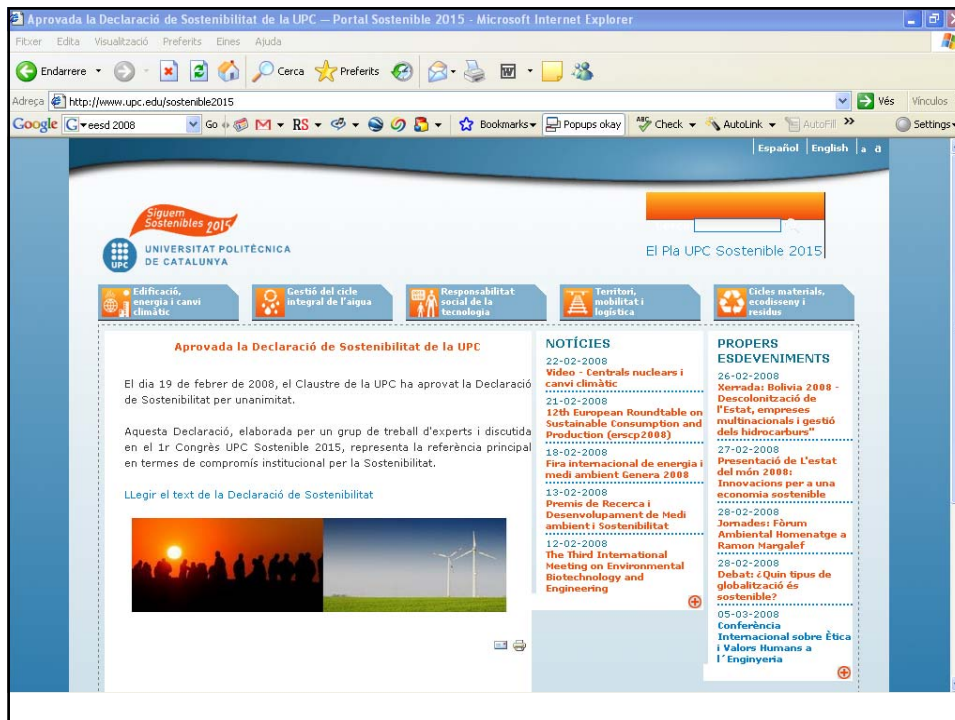 Aprovada la Declaració de Sostenibilitat de la UPC — Portal Sostenible 2015 - Microsoft Internet Explorer
Fitxer Edita Visualització Preferits Eines Ajuda
Endarrere Cerca Preferits
Adreça http://www.upc.edu/sostenible2015 Vés Vínculos
Google eesd 2008 Go RS Bookmarks Popups okay Check AutoLink AutoFill Settings
Español English a a
Siguem
Sostenibles 2015
UPC
UNIVERSITAT POLITÈCNICA
DE CATALUNYA
El Pla UPC Sostenible 2015
Edificació,
energia i canvi
climàtic
Gestió del cicle
integral de l'aigua
Responsabilitat
social de la
tecnologia
Territori,
mobilitat i
logística
Cicles materials,
ecodisseny i
residus
Aprovada la Declaració de Sostenibilitat de la UPC
El dia 19 de febrer de 2008, el Claustre de la UPC ha aprovat la Declaració
de Sostenibilitat per unanimitat.
Aquesta Declaració, elaborada per un grup de treball d'experts i discutida
en el 1r Congrès UPC Sostenible 2015, representa la referència principal
en termes de compromís institucional per la Sostenibilitat.
LLegir el text de la Declaració de Sostenibilitat
NOTÍCIES
22-02-2008
Video - Centrals nuclears i
canvi climàtic
21-02-2008
12th European Roundtable on
Sustainable Consumption and
Production (erscp2008)
18-02-2008
Fira internacional de energia i
medi ambient Genera 2008
13-02-2008
Premis de Recerca i
Desenvolupament de Medi
ambient i Sostenibilitat
12-02-2008
The Third International
Meeting on Environmental
Biotechnology and
Engineering
PROPERS
ESDEVENIMENTS
26-02-2008
Xerrada: Bolivia 2008 -
Descolonització de
l'Estat, empreses
multinacionals i gestió
dels hidrocarburs"
27-02-2008
Presentació de L'estat
del món 2008:
Innovacions per a una
economia sostenible
28-02-2008
Jornades: Fòrum
Ambiental Homenatge a
Ramon Margalef
28-02-2008
Debat: ¿Quin tipus de
globalització és
sostenible?
05-03-2008
Conferència
Internacional sobre Ètica
i Valors Humans a
l´Enginyeria